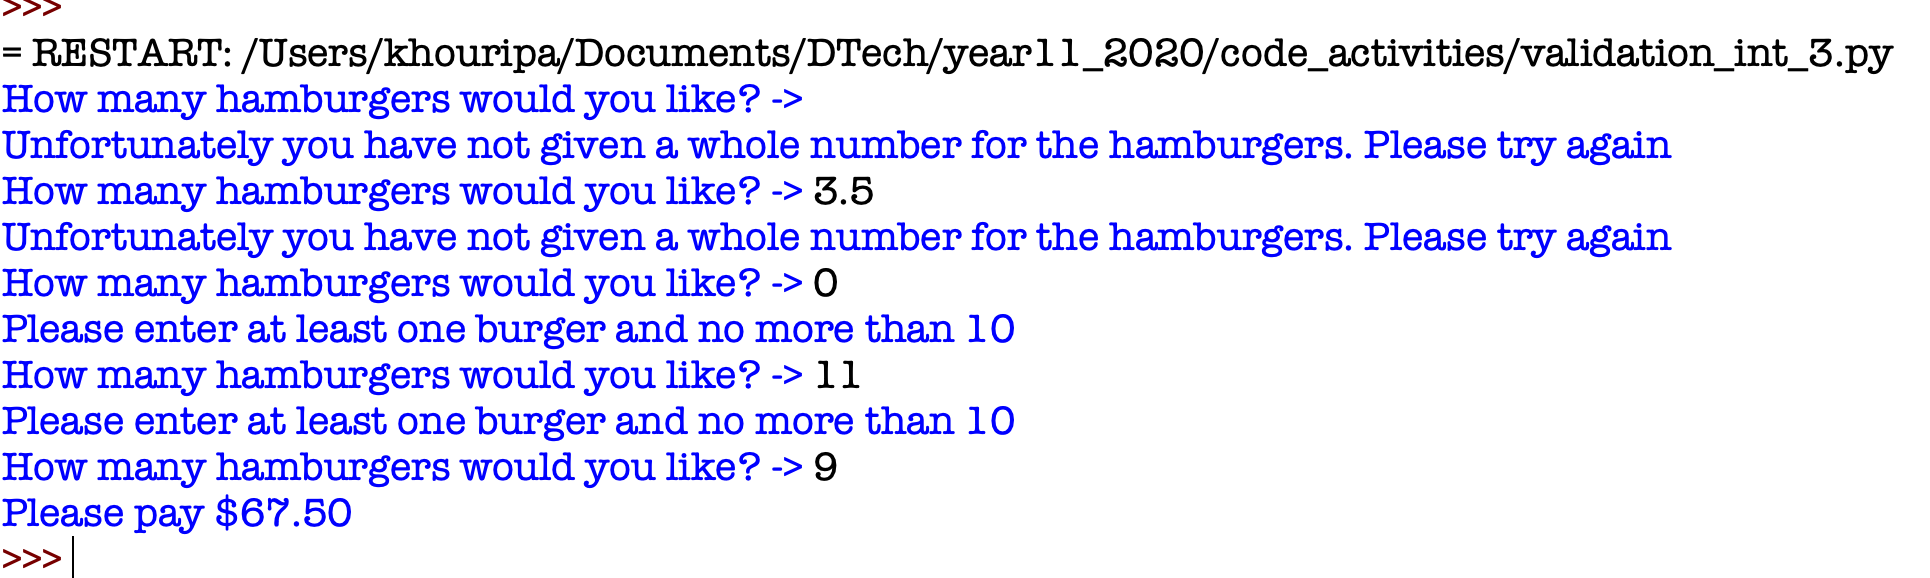 >>>
= RESTART: /Users/khouripa/Documents/DTech/year11_2020/code_activities/validation_int_3.py
How many hamburgers would you like? ->
Unfortunately you have not given a whole number for the hamburgers. Please try again
How many hamburgers would you like? -> 3.5
Unfortunately you have not given a whole number for the hamburgers. Please try again
How many hamburgers would you like? -> 0
Please enter at least one burger and no more than 10
How many hamburgers would you like? -> 11
Please enter at least one burger and no more than 10
How many hamburgers would you like? -> 9
Please pay $67.50
>>>